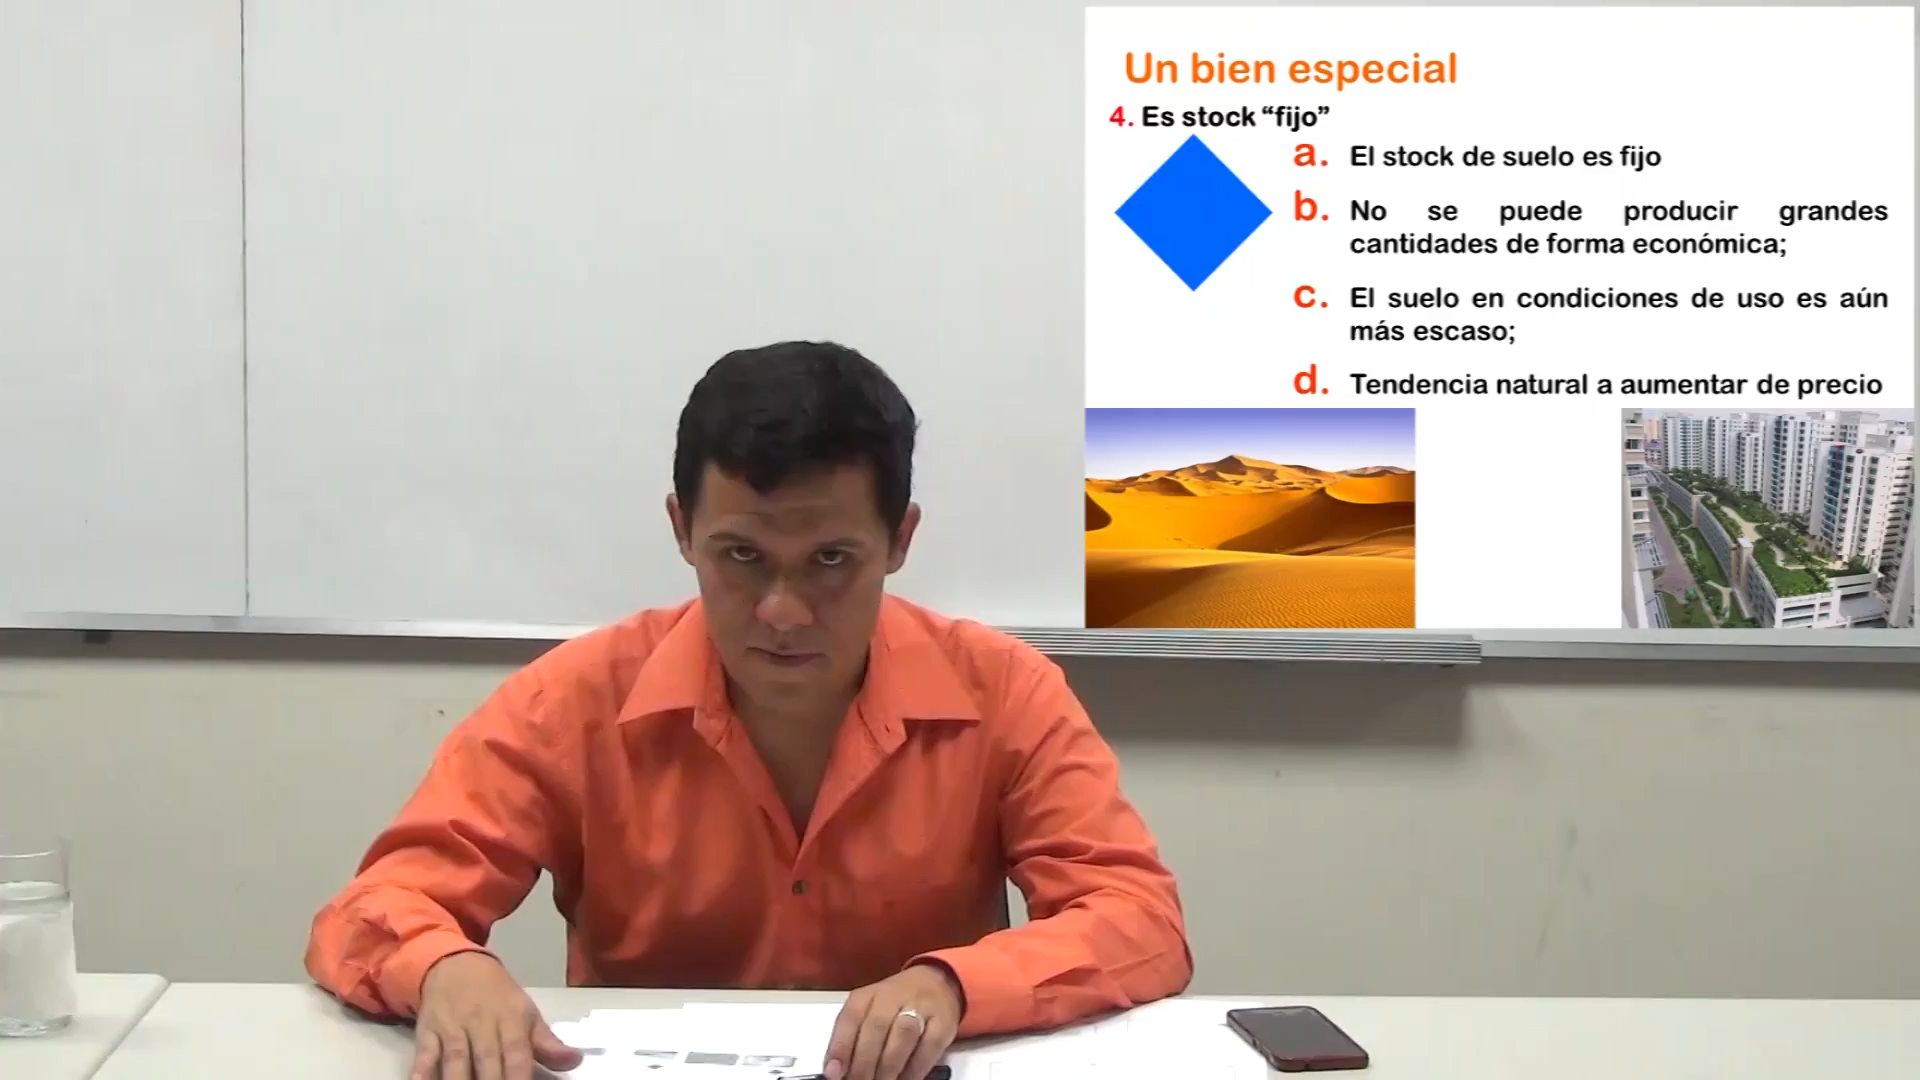 Un bien especial
4. Es stock “fijo”
a. El stock de suelo es fijo
b. No se puede producir grandes
cantidades de forma económica;
c. El suelo en condiciones de uso es aún
más escaso;
d. Tendencia natural a aumentar de precio